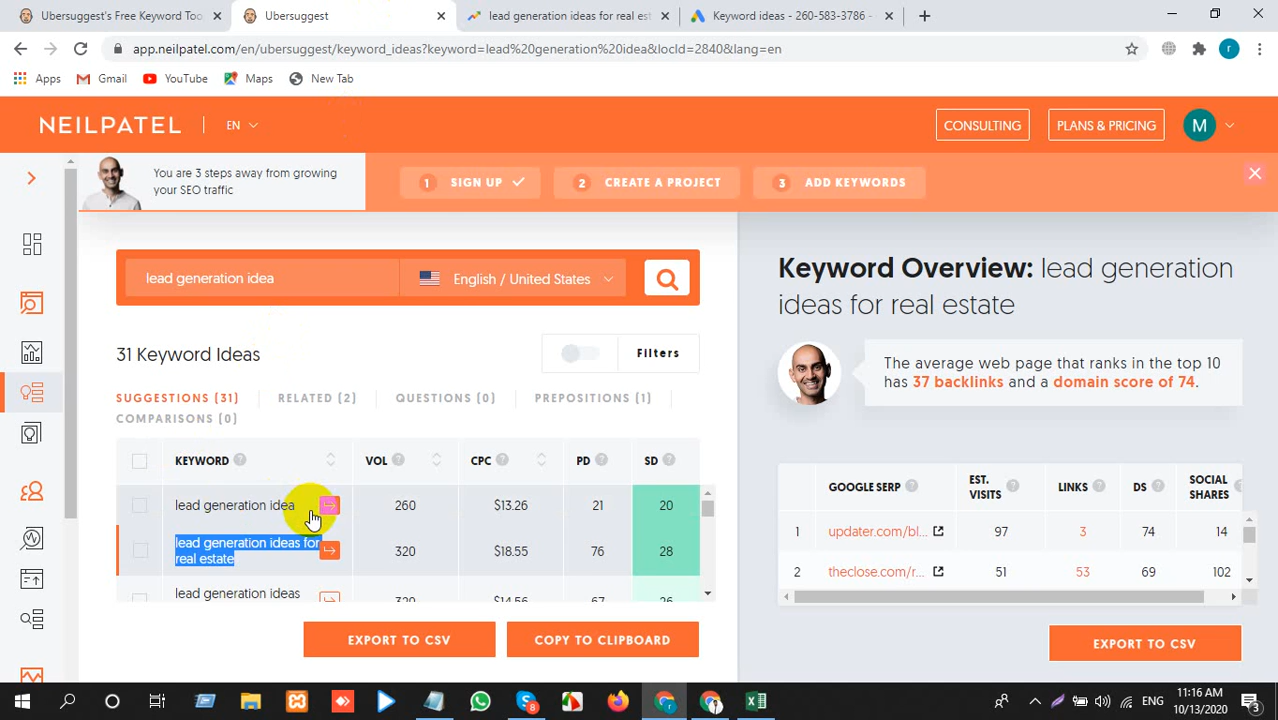 Ubersuggest's Free Keyword Too
Ubersuggest
lead generation ideas for real est
Keyword ideas - 260-583-3786 -
app.neilpatel.com/en/ubersuggest/keyword_ideas?keyword=lead%20generation%20idea&locId=2840&lang=en
Apps
Gmail
YouTube
Maps
New Tab
NEILPATEL
EN
CONSULTING
PLANS & PRICING
M
You are 3 steps away from growing
your SEO traffic
1 SIGN UP
2 CREATE A PROJECT
3 ADD KEYWORDS
lead generation idea
English / United States
31 Keyword Ideas
Filters
SUGGESTIONS (31)
RELATED (2)
QUESTIONS (0)
PREPOSITIONS (1)
COMPARISONS (0)
KEYWORD VOL CPC PD SD
lead generation idea 260 $13.26 21 20
lead generation ideas for
real estate
320 $18.55 76 28
lead generation ideas
320 $14.56 67 26
EXPORT TO CSV
COPY TO CLIPBOARD
Keyword Overview: lead generation
ideas for real estate
The average web page that ranks in the top 10
has 37 backlinks and a domain score of 74.
GOOGLE SERP
EST.
VISITS
LINKS
DS
SOCIAL
SHARES
1 updater.com/bl... 97 3 74 14
2 theclose.com/r... 51 53 69 102
EXPORT TO CSV
8
r
ENG
11:16 AM
10/13/2020
3